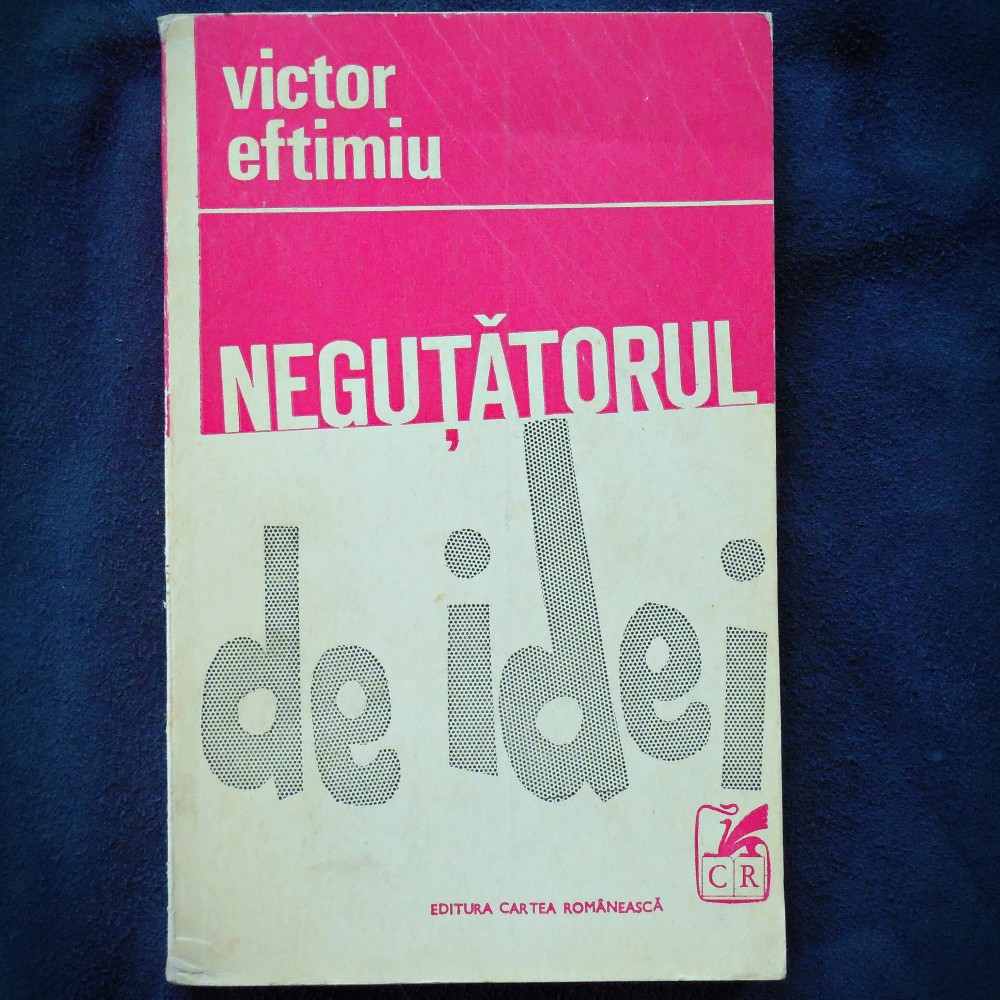 victor
eftimiu
NEGUȚĂTORUL
de idei
CR
EDITURA CARTEA ROMÂNEASCĂ